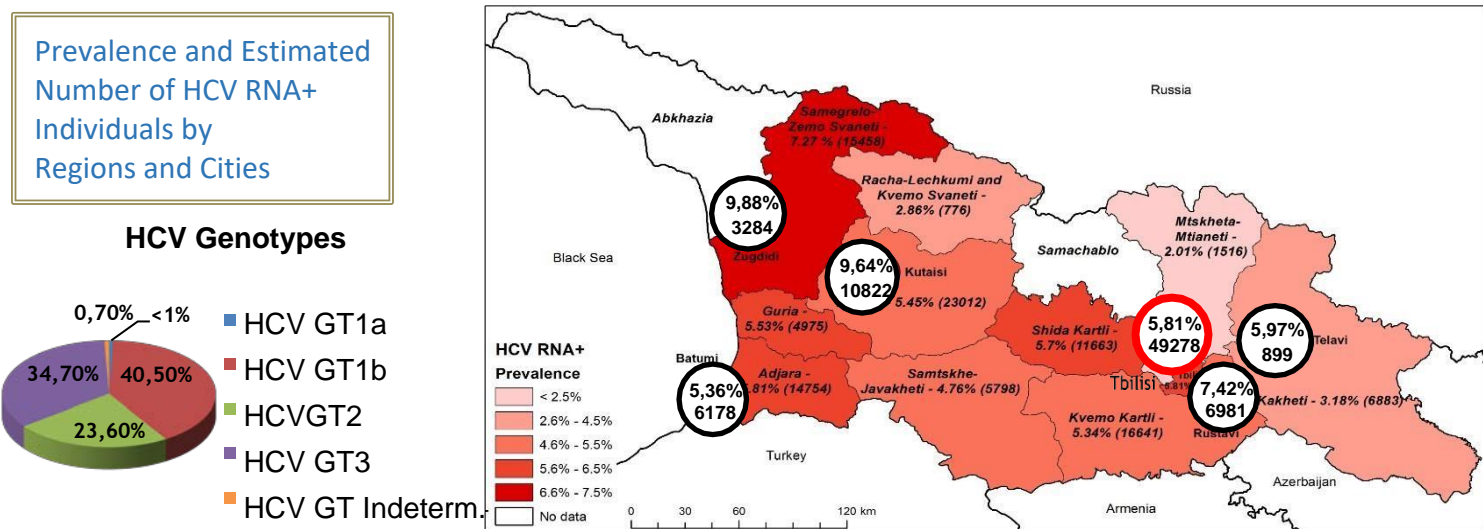 Prevalence and Estimated
Number of HCV RNA+
Individuals by
Regions and Cities
HCV Genotypes
0,70%
<1%
34,70%
40,50%
23,60%
HCV GT1a
HCV GT1b
HCVGT2
HCV GT3
HCV GT Indeterm.
Russia
Abkhazia
Samegrelo-
Zemo Svaneti -
7.27 % (15458)
Racha-Lechkumi and
Kvemo Svaneti -
2.86% (776)
Mtskheta-
Mtianeti -
2.01% (1516)
9,88%
3284
Zugdidi
Black Sea
Samachablo
9,64%
10822
Kutaisi
5.45% (23012)
Guria -
5.53% (4975)
Shida Kartli -
5.7% (11663)
5,81%
49278
Tbilisi
5.81%
5,97%
899
Telavi
Batumi
5,36%
6178
Adjara -
.81% (14754)
Samtskhe-
Javakheti - 4.76% (5798)
Kvemo Kartli -
5.34% (16641)
7,42%
6981
Rustavi
Kakheti - 3.18% (6883)
Turkey
Armenia
Azerbaijan
HCV RNA+
Prevalence
< 2.5%
2.6% - 4.5%
4.6% - 5.5%
5.6% - 6.5%
6.6% - 7.5%
No data
0 30 60 120 km